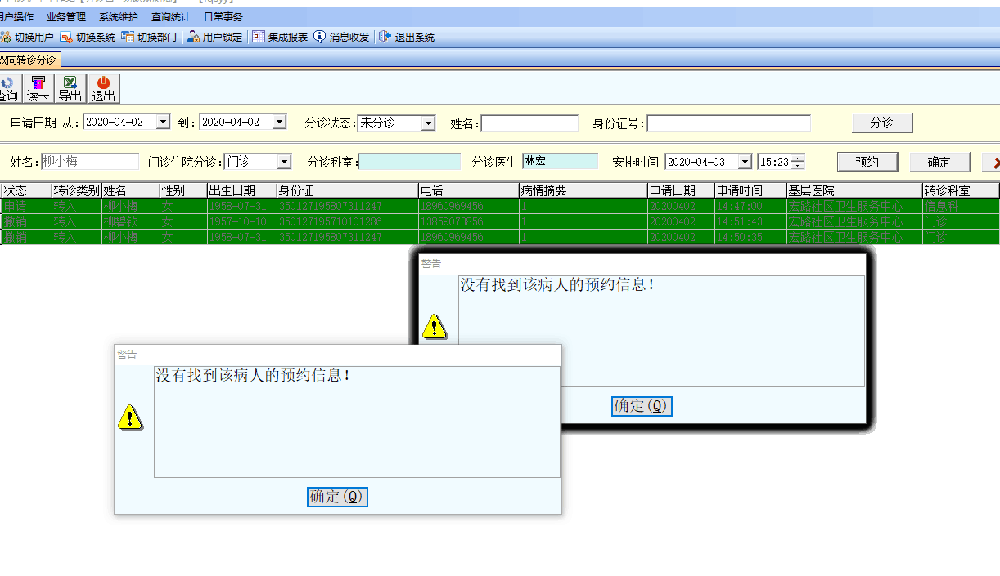 用户操作 业务管理 系统维护 查询统计 日常事务
切换用户 切换系统 切换部门 用户锁定 集成报表 消息收发 退出系统
双向转诊分诊
查询 读卡 导出 退出
申请日期 从: 2020-04-02 到: 2020-04-02 分诊状态: 未分诊 姓名: 身份证号: 分诊
姓名: 柳小梅 门诊住院分诊: 门诊 分诊科室: 分诊医生 林宏 安排时间 2020-04-03 15:23 预约 确定
状态 转诊类别 姓名 性别 出生日期 身份证 电话 病情摘要 申请日期 申请时间 基层医院 转诊科室
申请 转入 柳小梅 女 1958-07-31 350127195807311247 18960969456 1 20200402 14:47:00 宏路社区卫生服务中心 信息科
撤销 转入 柳碧钦 女 1957-10-10 350127195710101286 13859073856 1 20200402 14:51:43 宏路社区卫生服务中心 门诊
撤销 转入 柳小梅 女 1958-07-31 350127195807311247 18960969456 1 20200402 14:50:35 宏路社区卫生服务中心 门诊
警告
没有找到该病人的预约信息!
确定(Q)
警告
没有找到该病人的预约信息!
确定(Q)